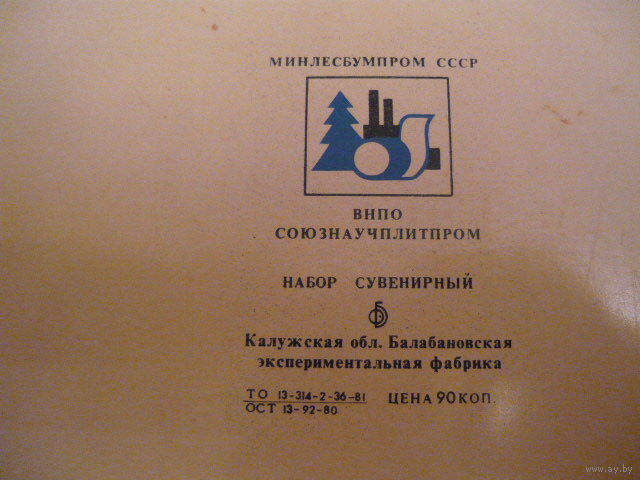 МИНЛЕСБУМПРОМ СССР
ВНПО
СОЮЗНАУЧПЛИТПРОМ
НАБОР СУВЕНИРНЫЙ
Калужская обл. Балабановская
экспериментальная фабрика
ТО 13-314-2-36-81 ЦЕНА 90 КОП.
ОСТ 13-92-80
www.ay.by